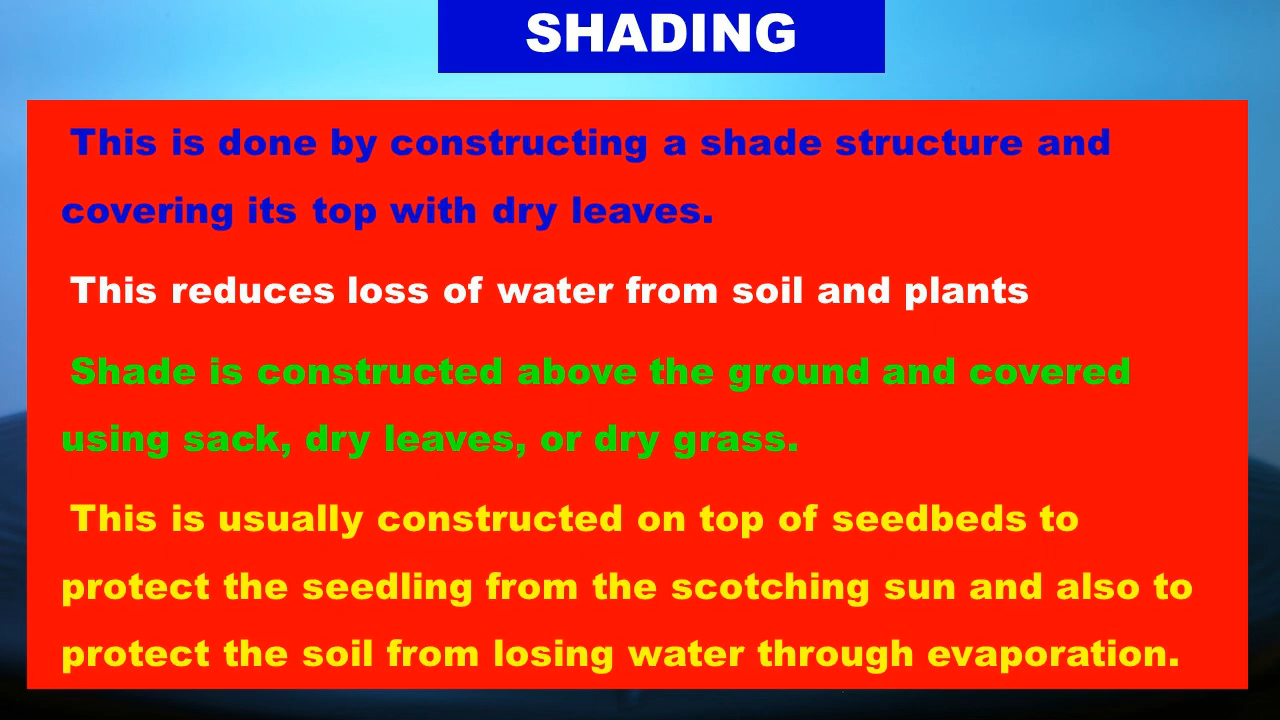 SHADING
This is done by constructing a shade structure and
covering its top with dry leaves.
This reduces loss of water from soil and plants
Shade is constructed above the ground and covered
using sack, dry leaves, or dry grass.
This is usually constructed on top of seedbeds to
protect the seedling from the scotching sun and also to
protect the soil from losing water through evaporation.